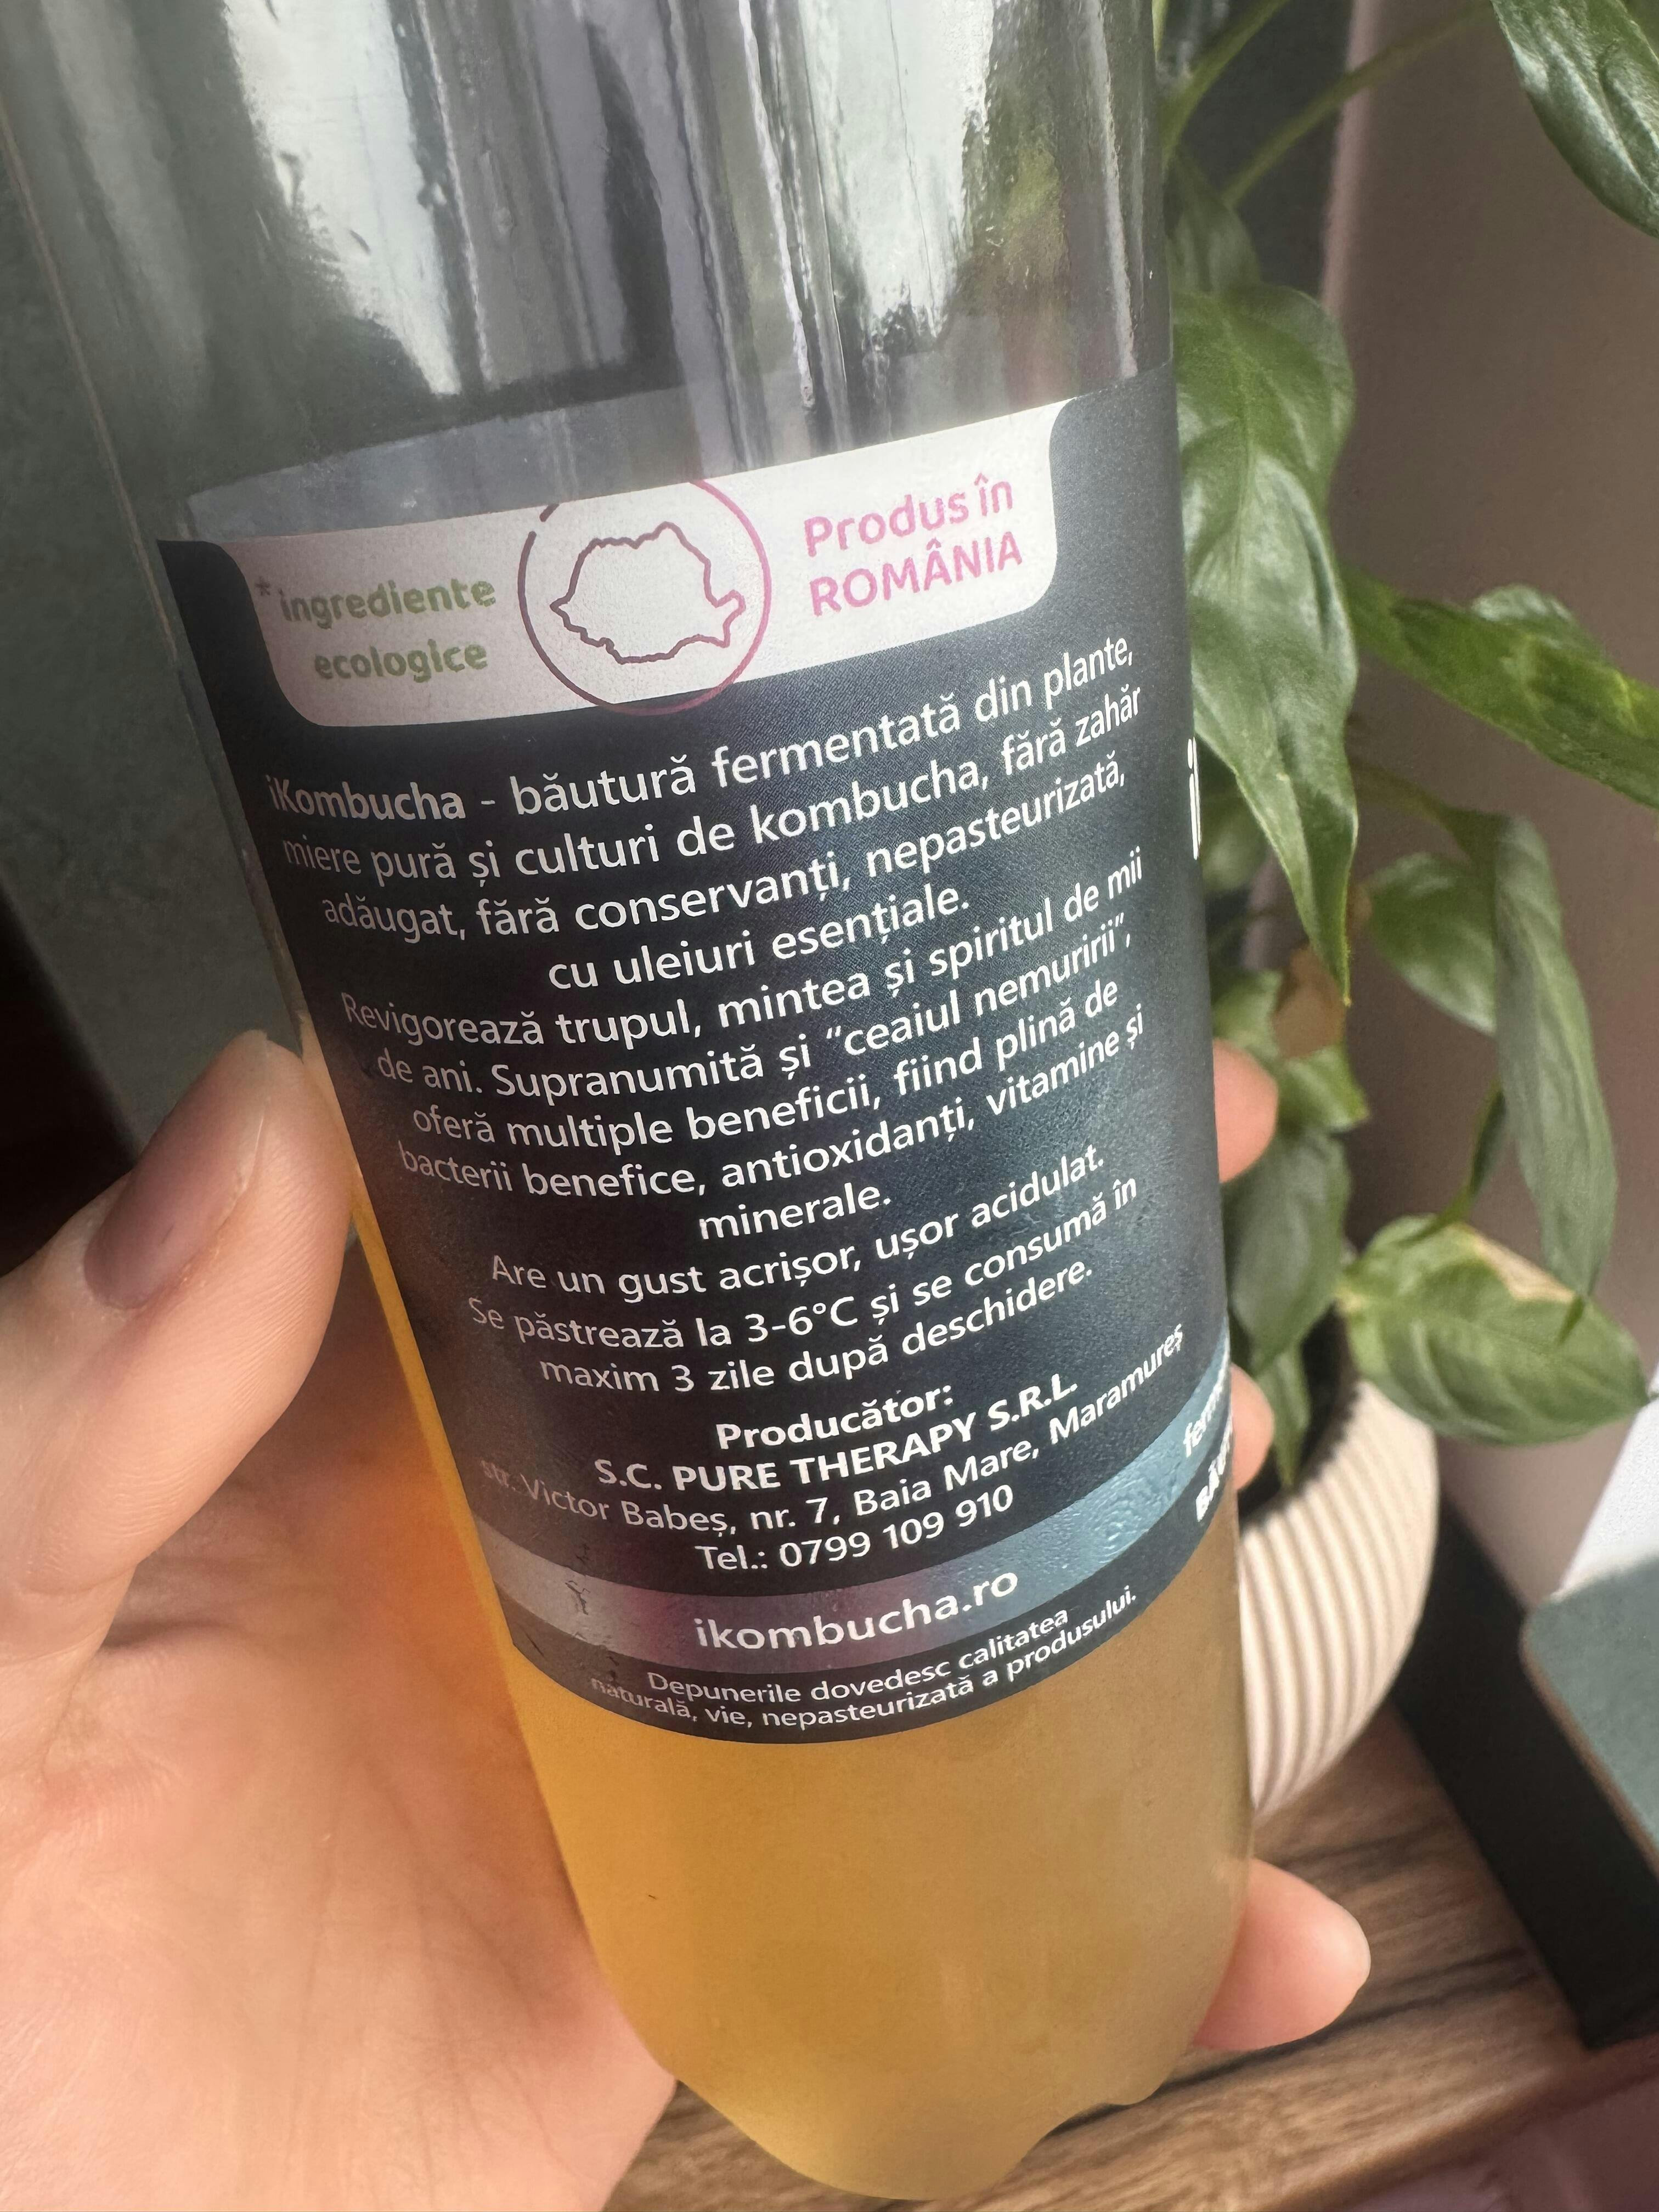 *ingrediente
ecologice
Produs în
ROMÂNIA
iKombucha - băutură fermentată din plante,
miere pură și culturi de kombucha, fără zahăr
adăugat, fără conservanți, nepasteurizată,
cu uleiuri esențiale.
Revigorează trupul, mintea și spiritul de mii
de ani. Supranumită și “ceaiul nemuririi”,
oferă multiple beneficii, fiind plină de
bacterii benefice, antioxidanți, vitamine și
minerale.
Are un gust acrișor, ușor acidulat.
Se păstrează la 3-6°C și se consumă în
maxim 3 zile după deschidere.
Producător:
S.C. PURE THERAPY S.R.L.
str. Victor Babeș, nr. 7, Baia Mare, Maramureș
Tel.: 0799 109 910
ikombucha.ro
Depunerile dovedesc calitatea
naturală, vie, nepasteurizată a produsului.